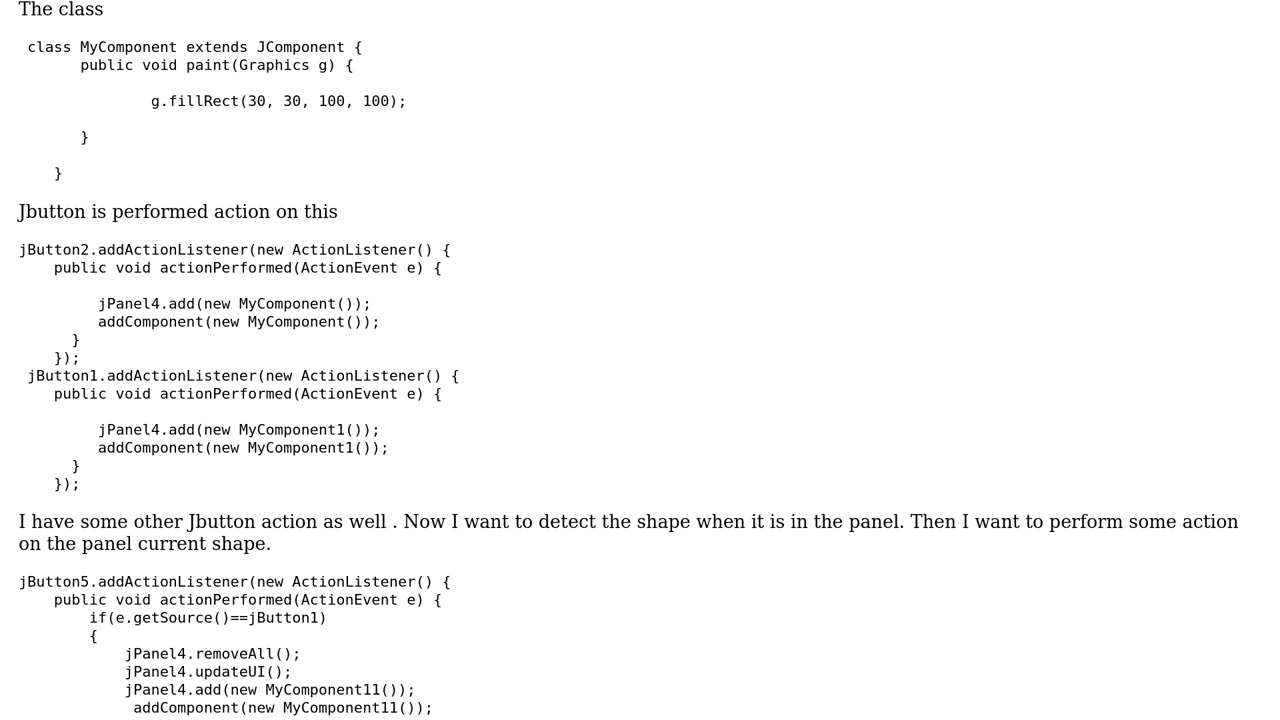 The class
class MyComponent extends JComponent {
public void paint(Graphics g) {
g.fillRect(30, 30, 100, 100);
}
}
Jbutton is performed action on this
jButton2.addActionListener(new ActionListener() {
public void actionPerformed(ActionEvent e) {
jPanel4.add(new MyComponent());
addComponent(new MyComponent());
}
});
jButton1.addActionListener(new ActionListener() {
public void actionPerformed(ActionEvent e) {
jPanel4.add(new MyComponent1());
addComponent(new MyComponent1());
}
});
I have some other Jbutton action as well . Now I want to detect the shape when it is in the panel. Then I want to perform some action
on the panel current shape.
jButton5.addActionListener(new ActionListener() {
public void actionPerformed(ActionEvent e) {
if(e.getSource()==jButton1)
{
jPanel4.removeAll();
jPanel4.updateUI();
jPanel4.add(new MyComponent11());
addComponent(new MyComponent11());